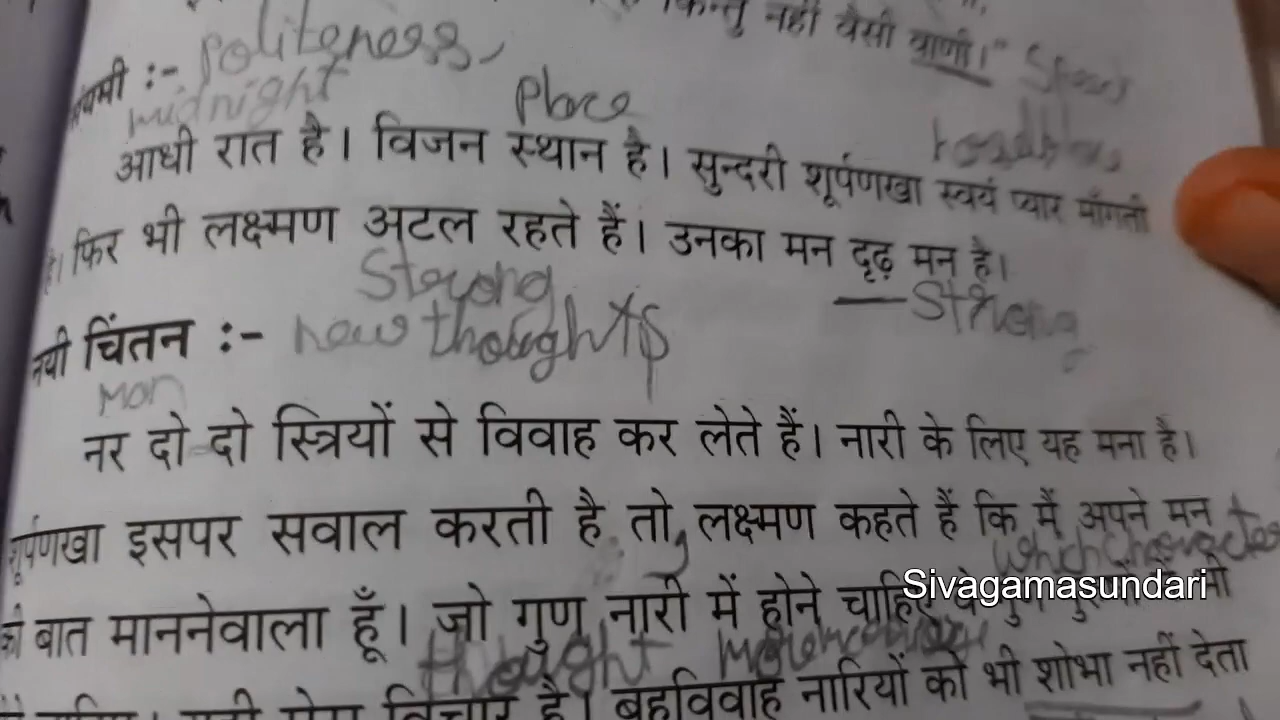 किन्तु नहीं वैसी वाणी।"
:- politeness,
midnight place
आधी रात है। विजन स्थान है। सुन्दरी शूर्पणखा स्वयं प्यार माँगती
है। फिर भी लक्ष्मण अटल रहते हैं। उनका मन दृढ़ मन है।
Strong Strong
नयी चिंतन :- new thoughts
man
नर दो दो स्त्रियों से विवाह कर लेते हैं। नारी के लिए यह मना है।
शूर्पणखा इसपर सवाल करती है तो, लक्ष्मण कहते हैं कि मैं अपने मन
which character
Sivagamasundari
की बात माननेवाला हूँ। जो गुण नारी में होने चाहिए वे गुण
thought
विचार है। बहुविवाह नारियों को भी शोभा नहीं देता